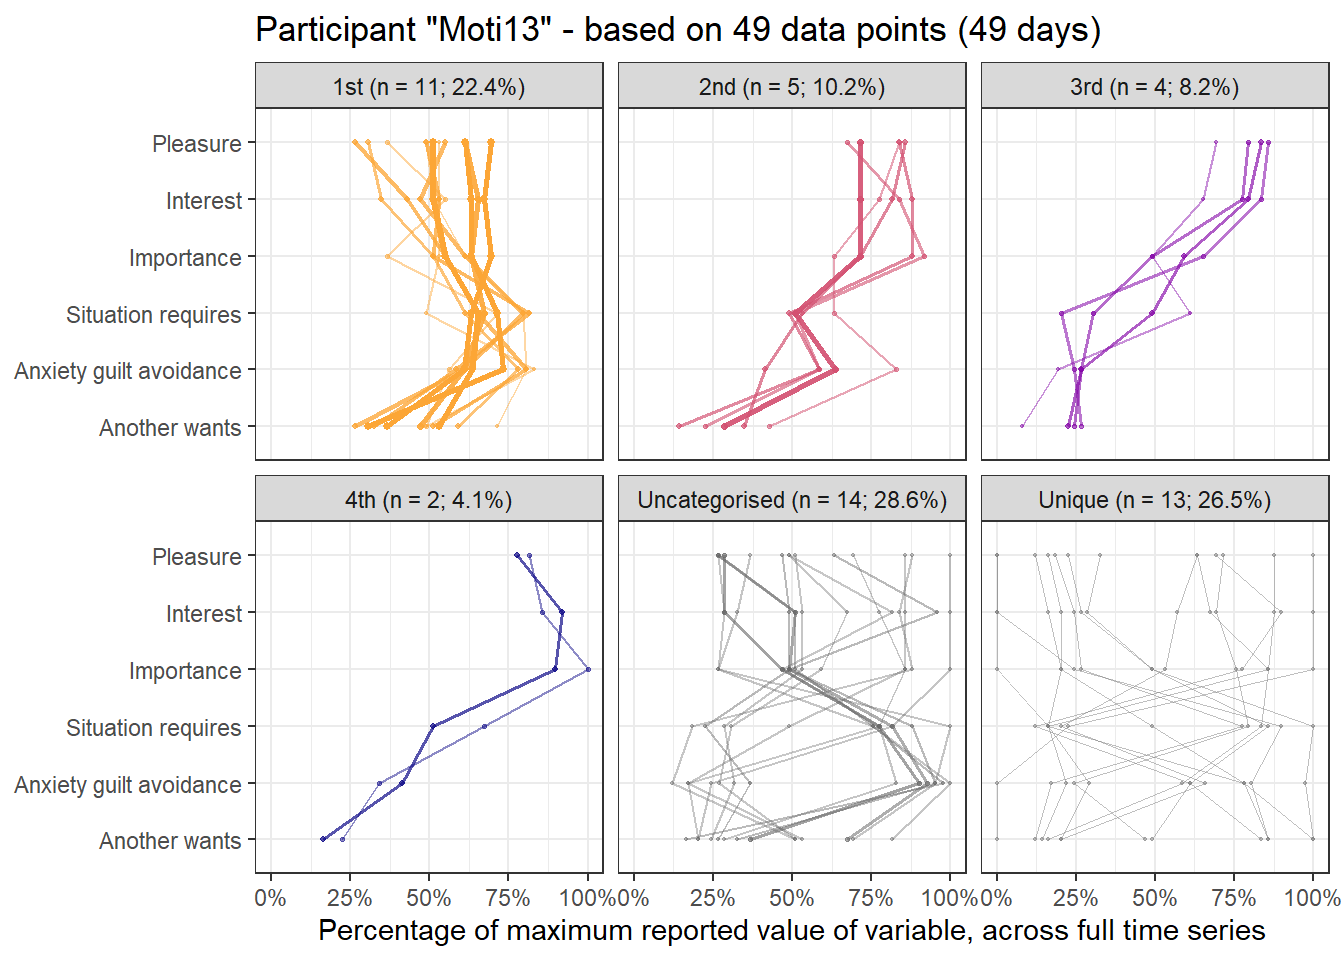 Participant "Moti13" - based on 49 data points (49 days)
1st (n = 11; 22.4%)
2nd (n = 5; 10.2%)
3rd (n = 4; 8.2%)
Pleasure
Interest
Importance
Situation requires
Anxiety guilt avoidance
Another wants
4th (n = 2; 4.1%)
Uncategorised (n = 14; 28.6%)
Unique (n = 13; 26.5%)
Pleasure
Interest
Importance
Situation requires
Anxiety guilt avoidance
Another wants
0% 25% 50% 75% 100% 0% 25% 50% 75% 100% 0% 25% 50% 75% 100%
Percentage of maximum reported value of variable, across full time series